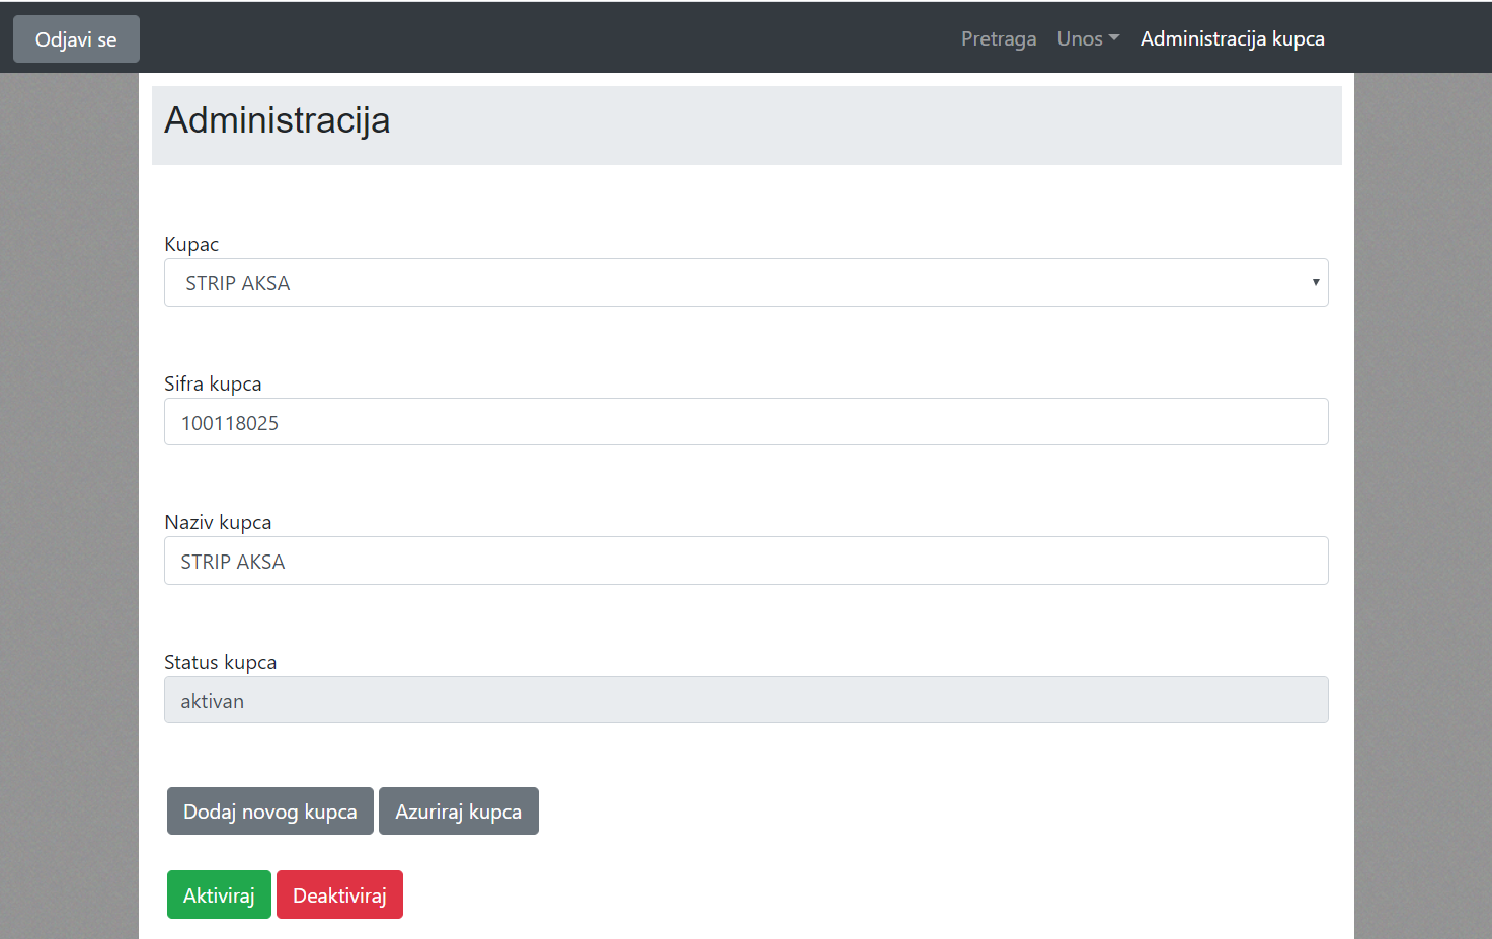 Odjavi se
Pretraga Unos Administracija kupca
Administracija
Kupac
STRIP AKSA
Sifra kupca
100118025
Naziv kupca
STRIP AKSA
Status kupca
aktivan
Dodaj novog kupca Azuriraj kupca
Aktiviraj Deaktiviraj